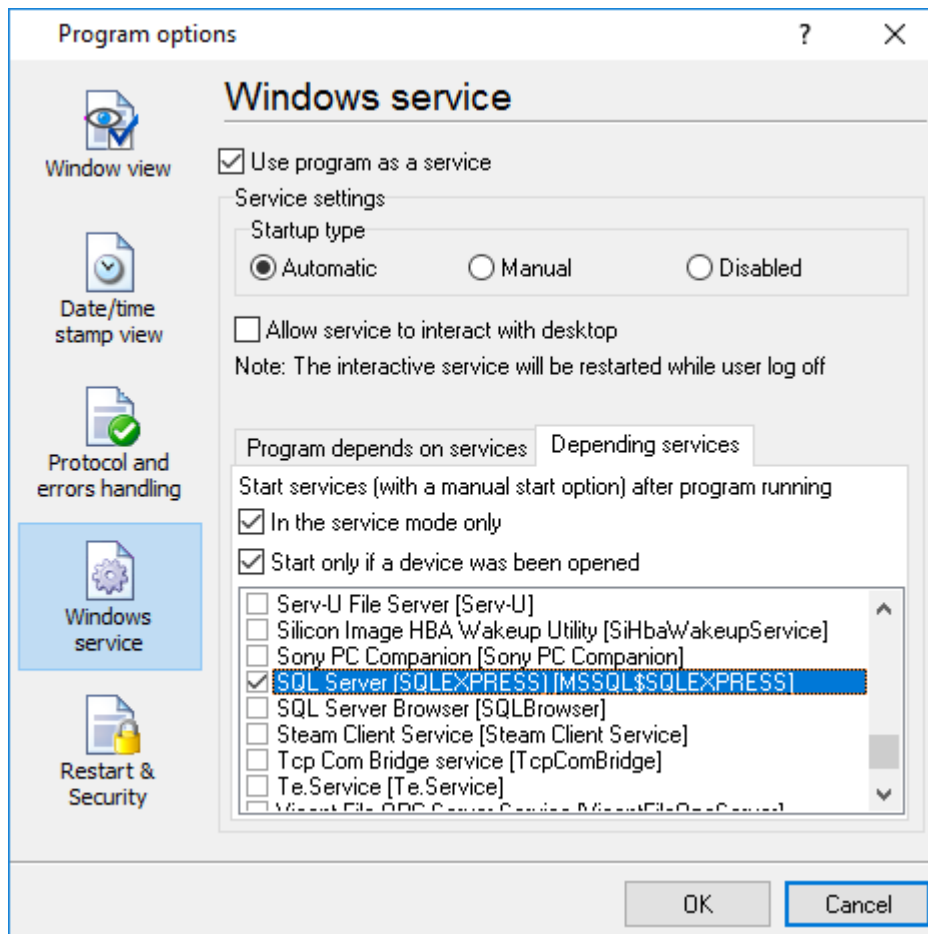 Program options
?
Windows service
Window view
Date/time
stamp view
Protocol and
errors handling
Windows
service
Restart &
Security
Use program as a service
Service settings
Startup type
Automatic
Manual
Disabled
Allow service to interact with desktop
Note: The interactive service will be restarted while user log off
Program depends on services
Depending services
Start services (with a manual start option) after program running
In the service mode only
Start only if a device was been opened
Serv-U File Server [Serv-U]
Silicon Image HBA Wakeup Utility [SiHbaWakeupService]
Sony PC Companion [Sony PC Companion]
SQL Server (SQLEXPRESS) [MSSQL$SQLEXPRESS]
SQL Server Browser [SQLBrowser]
Steam Client Service [Steam Client Service]
Tcp Com Bridge service [TcpComBridge]
Te.Service [Te.Service]
OK
Cancel